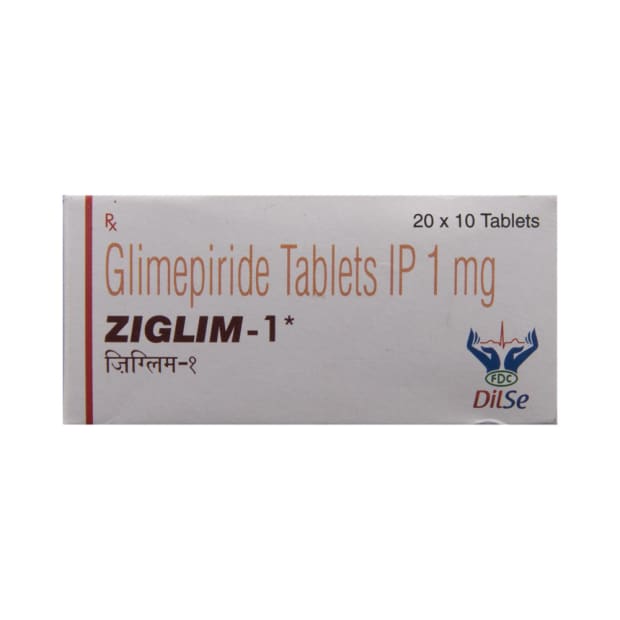 Rx
20 x 10 Tablets
Glimepiride Tablets IP 1 mg
ZIGLIM-1*
ज़िग्लिम-१
FDC
DilSe